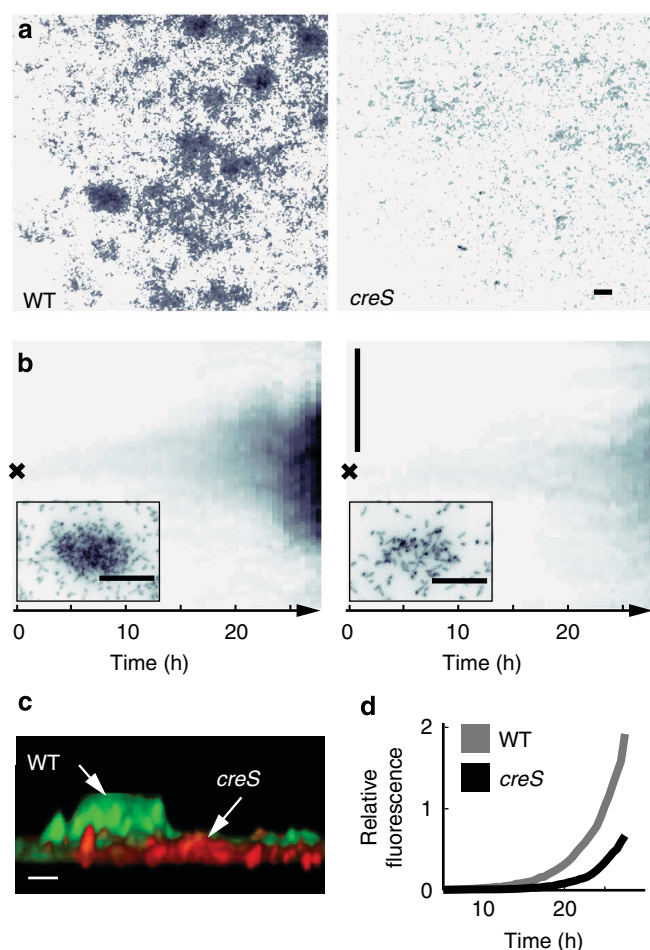 a
WT
creS
b
0 10 20
Time (h)
0 10 20
Time (h)
c
WT
creS
d
2
1
0
Relative
fluorescence
WT
creS
10 20
Time (h)